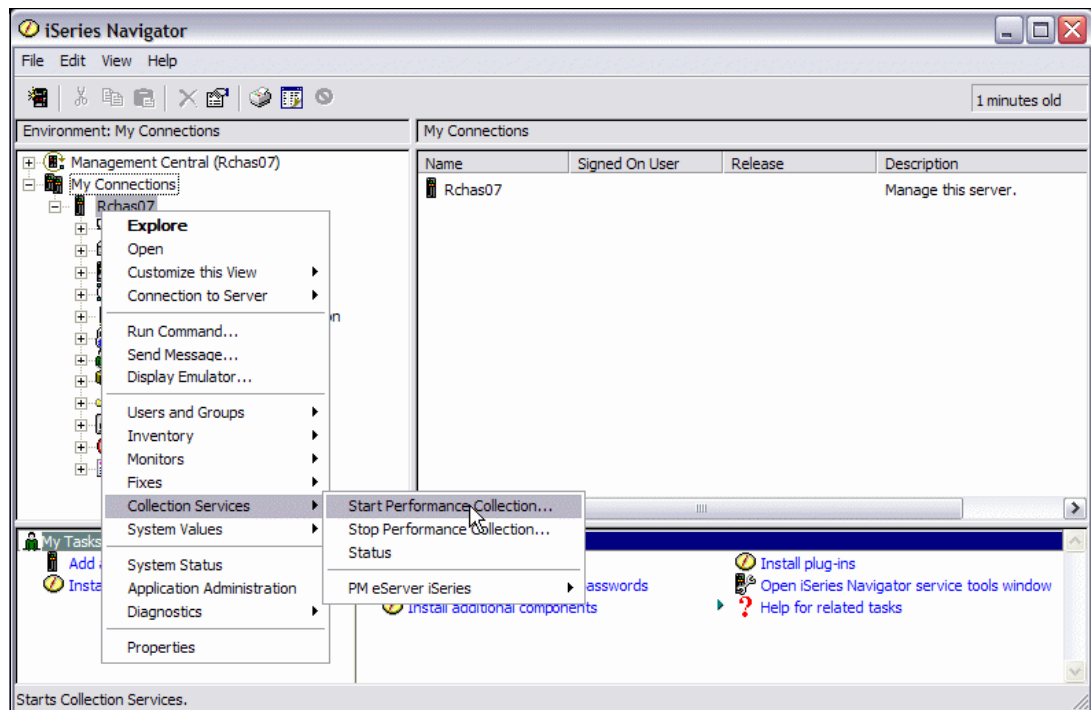 iSeries Navigator
File Edit View Help
1 minutes old
Environment: My Connections
My Connections
Management Central (Rchas07)
My Connections
Rchas07
Name Signed On User Release Description
Rchas07 Manage this server.
Explore
Open
Customize this View
Connection to Server
Run Command...
Send Message...
Display Emulator...
Users and Groups
Inventory
Monitors
Fixes
Collection Services
System Values
System Status
Application Administration
Diagnostics
Properties
Start Performance Collection...
Stop Performance Collection...
Status
PM eServer iSeries
My Tasks
Add
Insta
asswords
Install additional components
Install plug-ins
Open iSeries Navigator service tools window
Help for related tasks
Starts Collection Services.